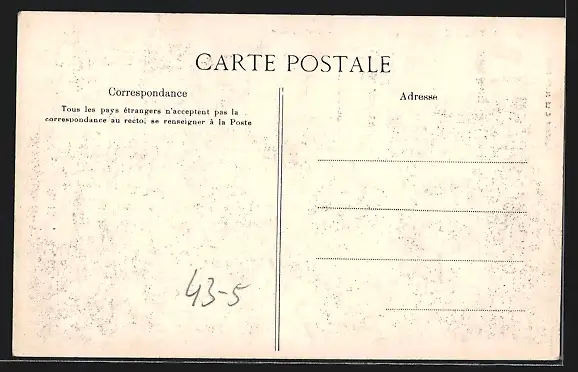 CARTE POSTALE
Correspondance
Tous les pays étrangers n'acceptent pas la
correspondance au recto, se renseigner à la Poste
Adresse
43-5